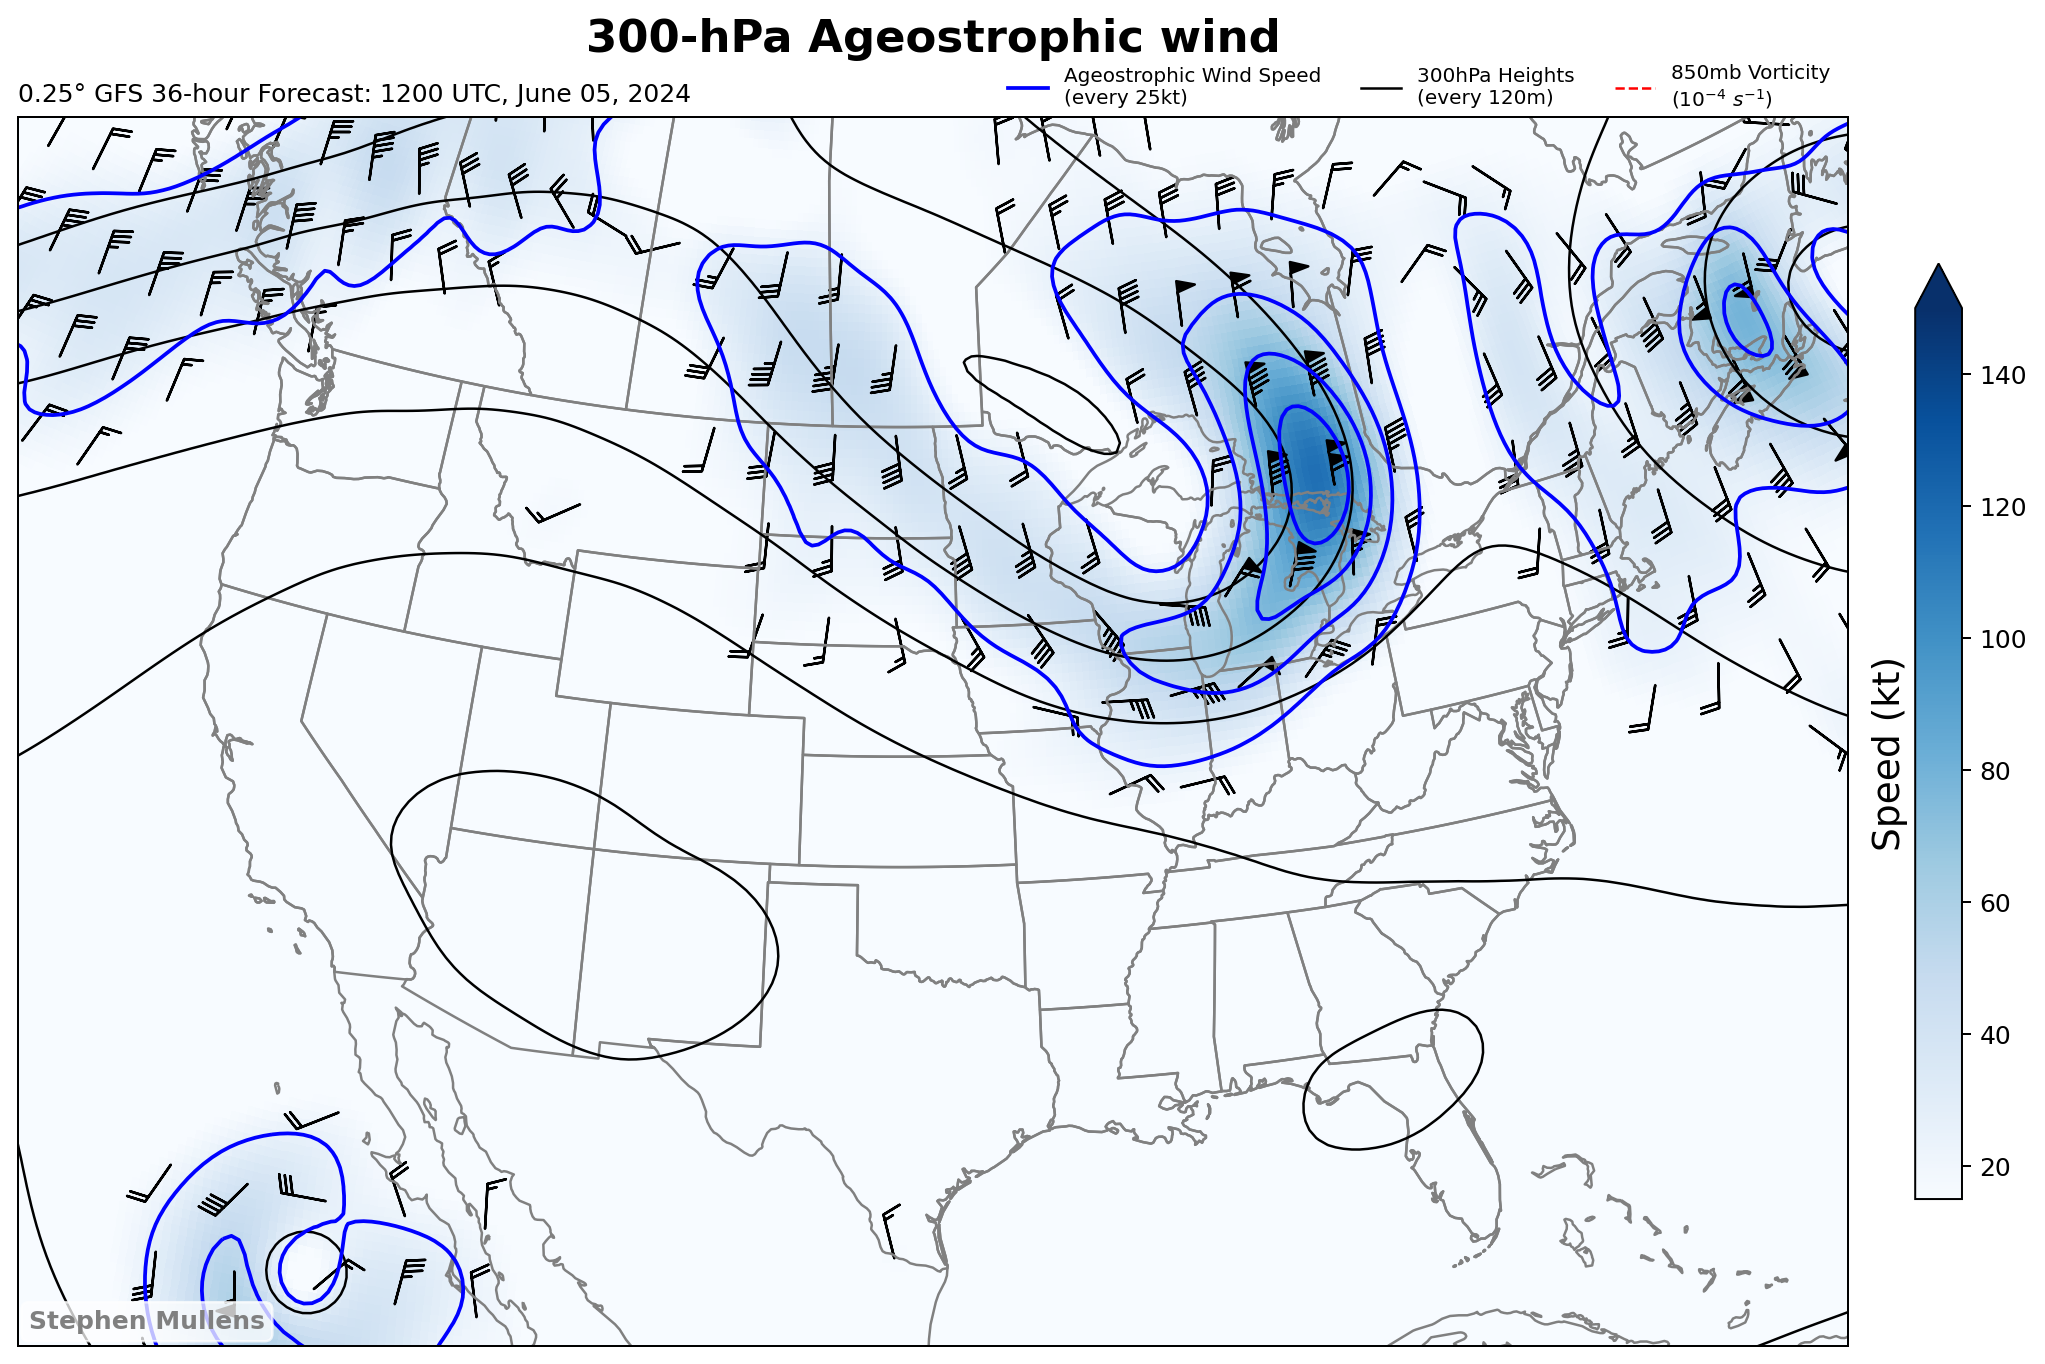 300-hPa Ageostrophic wind
0.25° GFS 36-hour Forecast: 1200 UTC, June 05, 2024
Ageostrophic Wind Speed
(every 25kt)
300hPa Heights
(every 120m)
850mb Vorticity
(10⁻⁴ s⁻¹)
140
120
100
80
60
40
20
Speed (kt)
Stephen Mullens